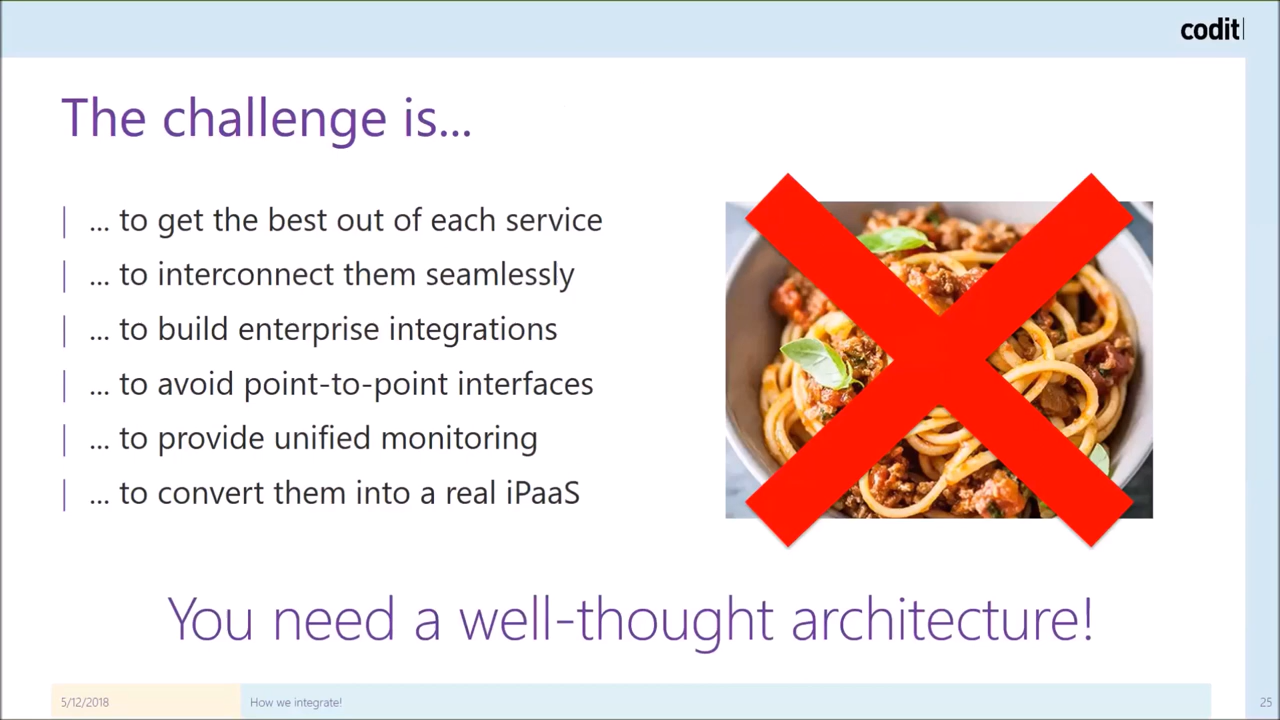 codit
The challenge is...
... to get the best out of each service
... to interconnect them seamlessly
... to build enterprise integrations
... to avoid point-to-point interfaces
... to provide unified monitoring
... to convert them into a real iPaaS
You need a well-thought architecture!
5/12/2018
How we integrate!
25